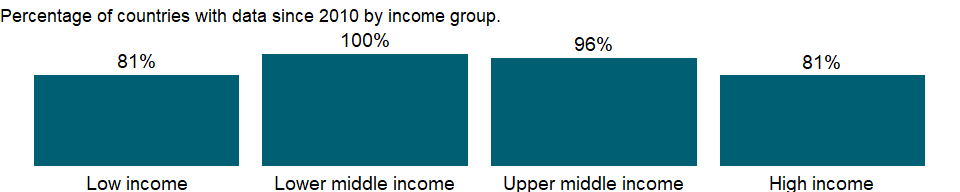 Percentage of countries with data since 2010 by income group.
81% 100% 96% 81%
Low income Lower middle income Upper middle income High income